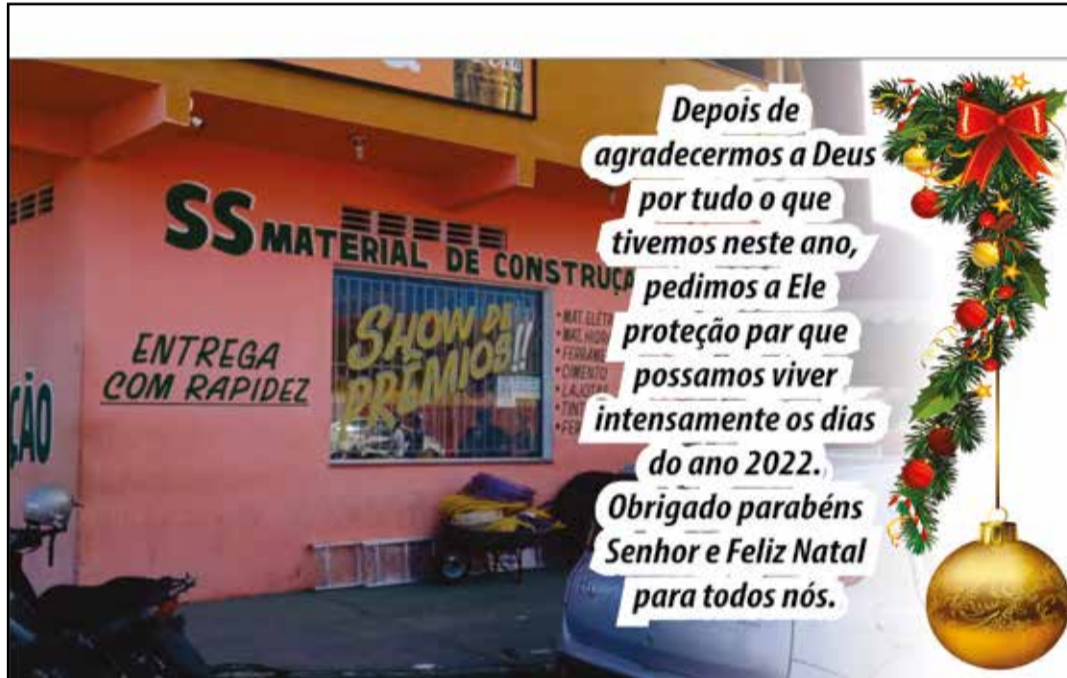 SS MATERIAL DE
ENTREGA
COM RAPIDEZ
SHOW DE
PRÊMIOS!!
• CIMENTO
ÇÃO
Depois de
agradecermos a Deus
por tudo o que
tivemos neste ano,
pedimos a Ele
proteção par que
possamos viver
intensamente os dias
do ano 2022.
Obrigado parabéns
Senhor e Feliz Natal
para todos nós.